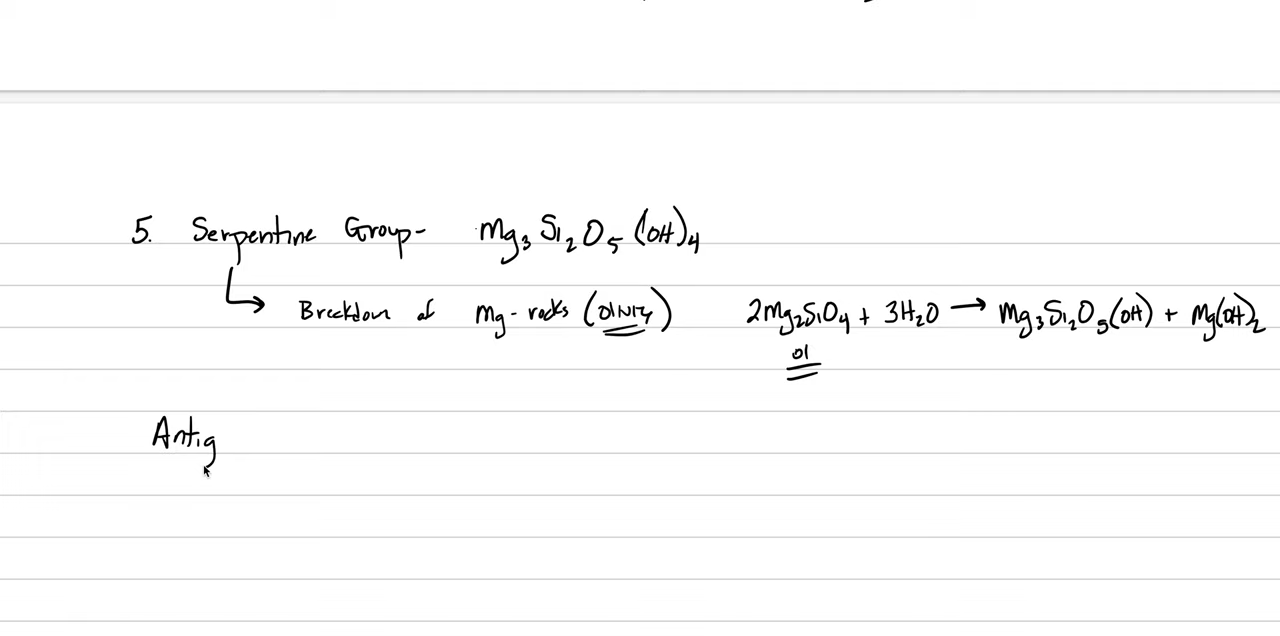 5. Serpentine Group- Mg₃Si₂O₅(OH)₄
Breakdown of Mg-rocks (olivine) 2Mg₂SiO₄ + 3H₂O → Mg₃Si₂O₅(OH) + Mg(OH)₂
ol
Antig